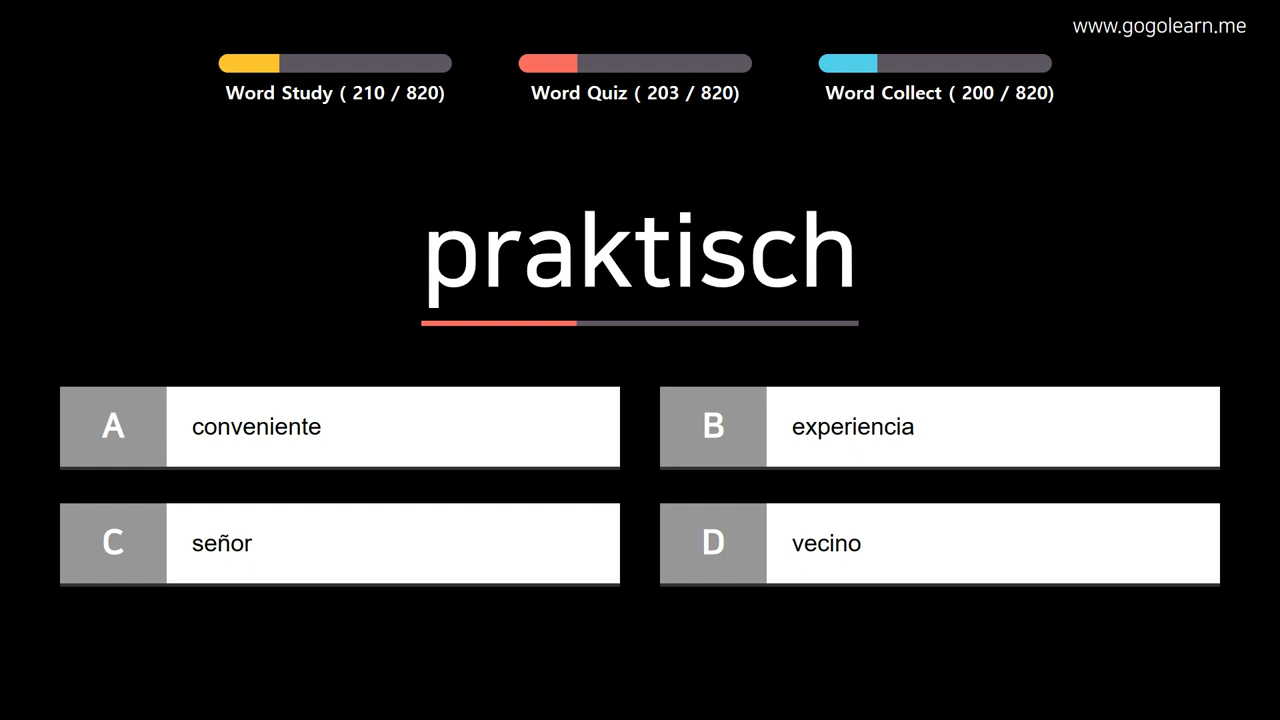 www.gogolearn.me
Word Study ( 210 / 820)
Word Quiz ( 203 / 820)
Word Collect ( 200 / 820)
praktisch
A conveniente
B experiencia
C señor
D vecino